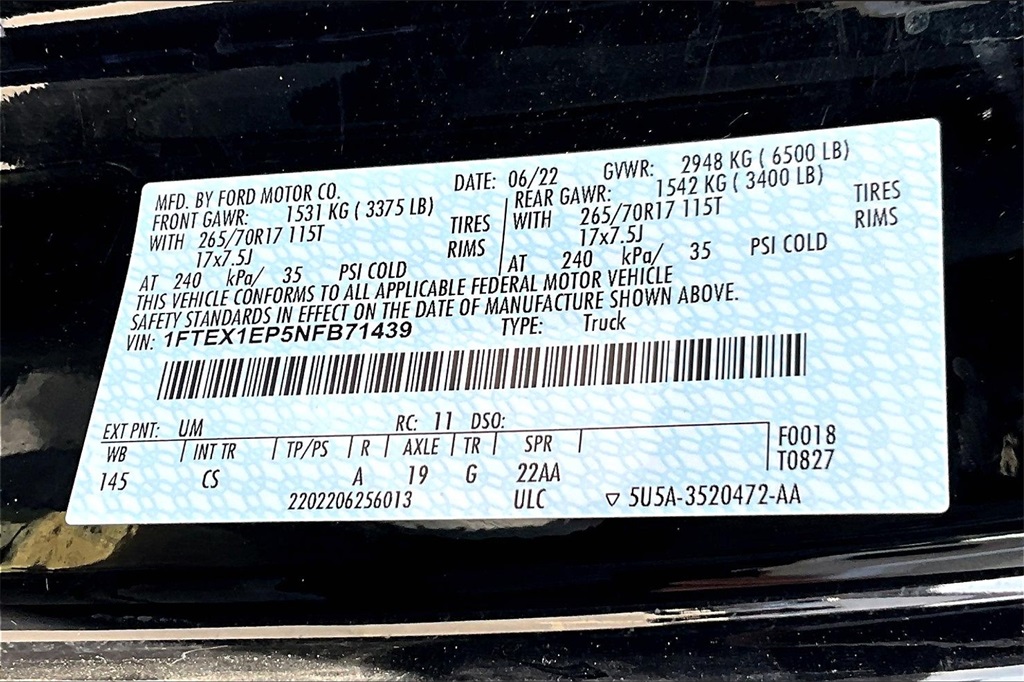 MFD. BY FORD MOTOR CO. DATE: 06/22 GVWR: 2948 KG ( 6500 LB)
FRONT GAWR: 1531 KG ( 3375 LB) REAR GAWR: 1542 KG ( 3400 LB)
WITH 265/70R17 115T TIRES WITH 265/70R17 115T TIRES
17x7.5J RIMS 17x7.5J RIMS
AT 240 kPa/ 35 PSI COLD AT 240 kPa/ 35 PSI COLD
THIS VEHICLE CONFORMS TO ALL APPLICABLE FEDERAL MOTOR VEHICLE
SAFETY STANDARDS IN EFFECT ON THE DATE OF MANUFACTURE SHOWN ABOVE.
VIN: 1FTEX1EP5NFB71439 TYPE: Truck
EXT PNT: UM RC: 11 DSO:
WB INT TR TP/PS R AXLE TR SPR F0018
145 CS A 19 G 22AA T0827
2202206256013 ULC ▽ 5U5A-3520472-AA